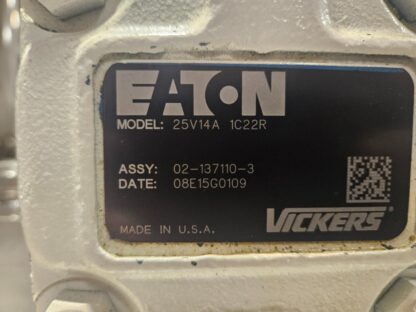 EATON
MODEL: 25V14A 1C22R
ASSY: 02-137110-3
DATE: 08E15G0109
MADE IN U.S.A.
VICKERS®